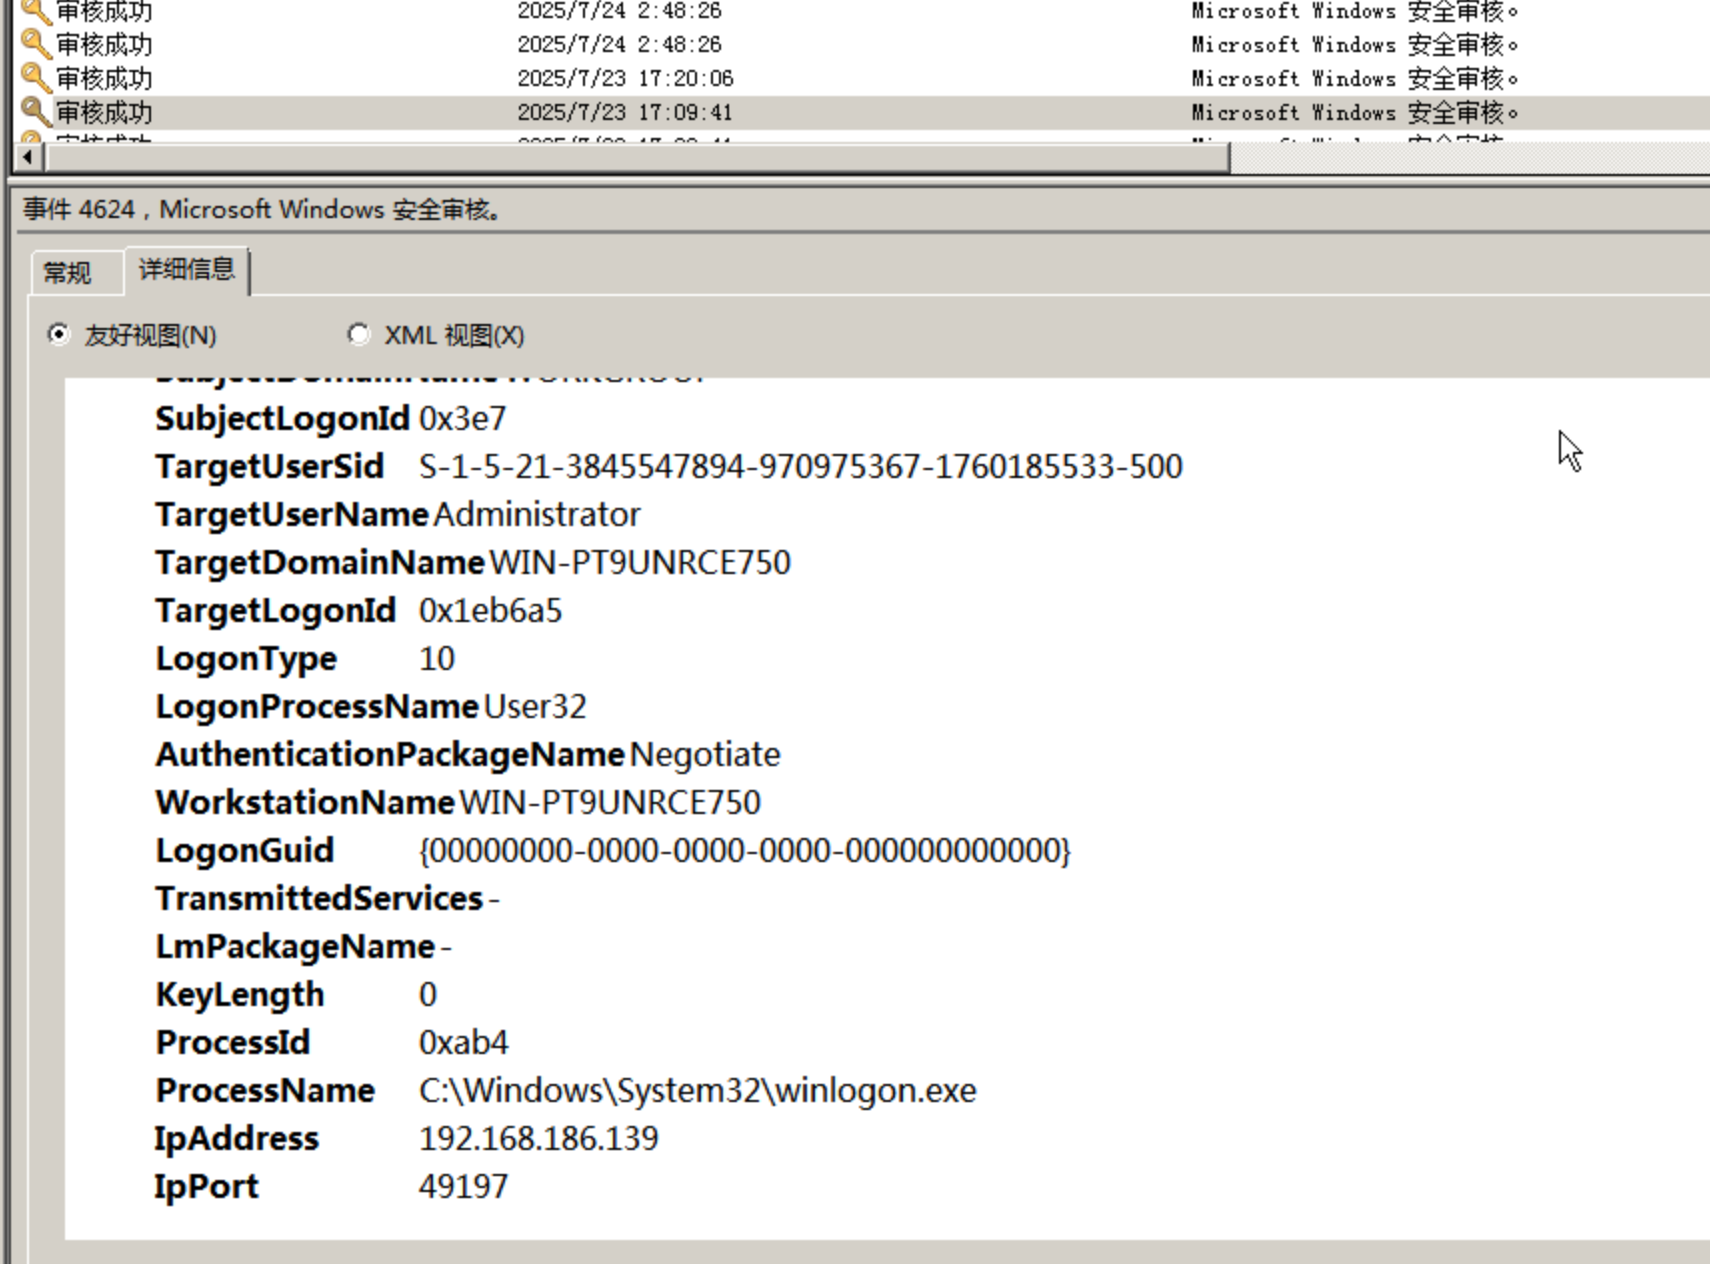 审核成功 2025/7/24 2:48:26 Microsoft Windows 安全审核。
审核成功 2025/7/24 2:48:26 Microsoft Windows 安全审核。
审核成功 2025/7/23 17:20:06 Microsoft Windows 安全审核。
审核成功 2025/7/23 17:09:41 Microsoft Windows 安全审核。
事件 4624，Microsoft Windows 安全审核。
常规 详细信息
友好视图(N) XML 视图(X)
SubjectLogonId 0x3e7
TargetUserSid S-1-5-21-3845547894-970975367-1760185533-500
TargetUserName Administrator
TargetDomainName WIN-PT9UNRCE750
TargetLogonId 0x1eb6a5
LogonType 10
LogonProcessName User32
AuthenticationPackageName Negotiate
WorkstationName WIN-PT9UNRCE750
LogonGuid {00000000-0000-0000-0000-000000000000}
TransmittedServices -
LmPackageName -
KeyLength 0
ProcessId 0xab4
ProcessName C:\Windows\System32\winlogon.exe
IpAddress 192.168.186.139
IpPort 49197